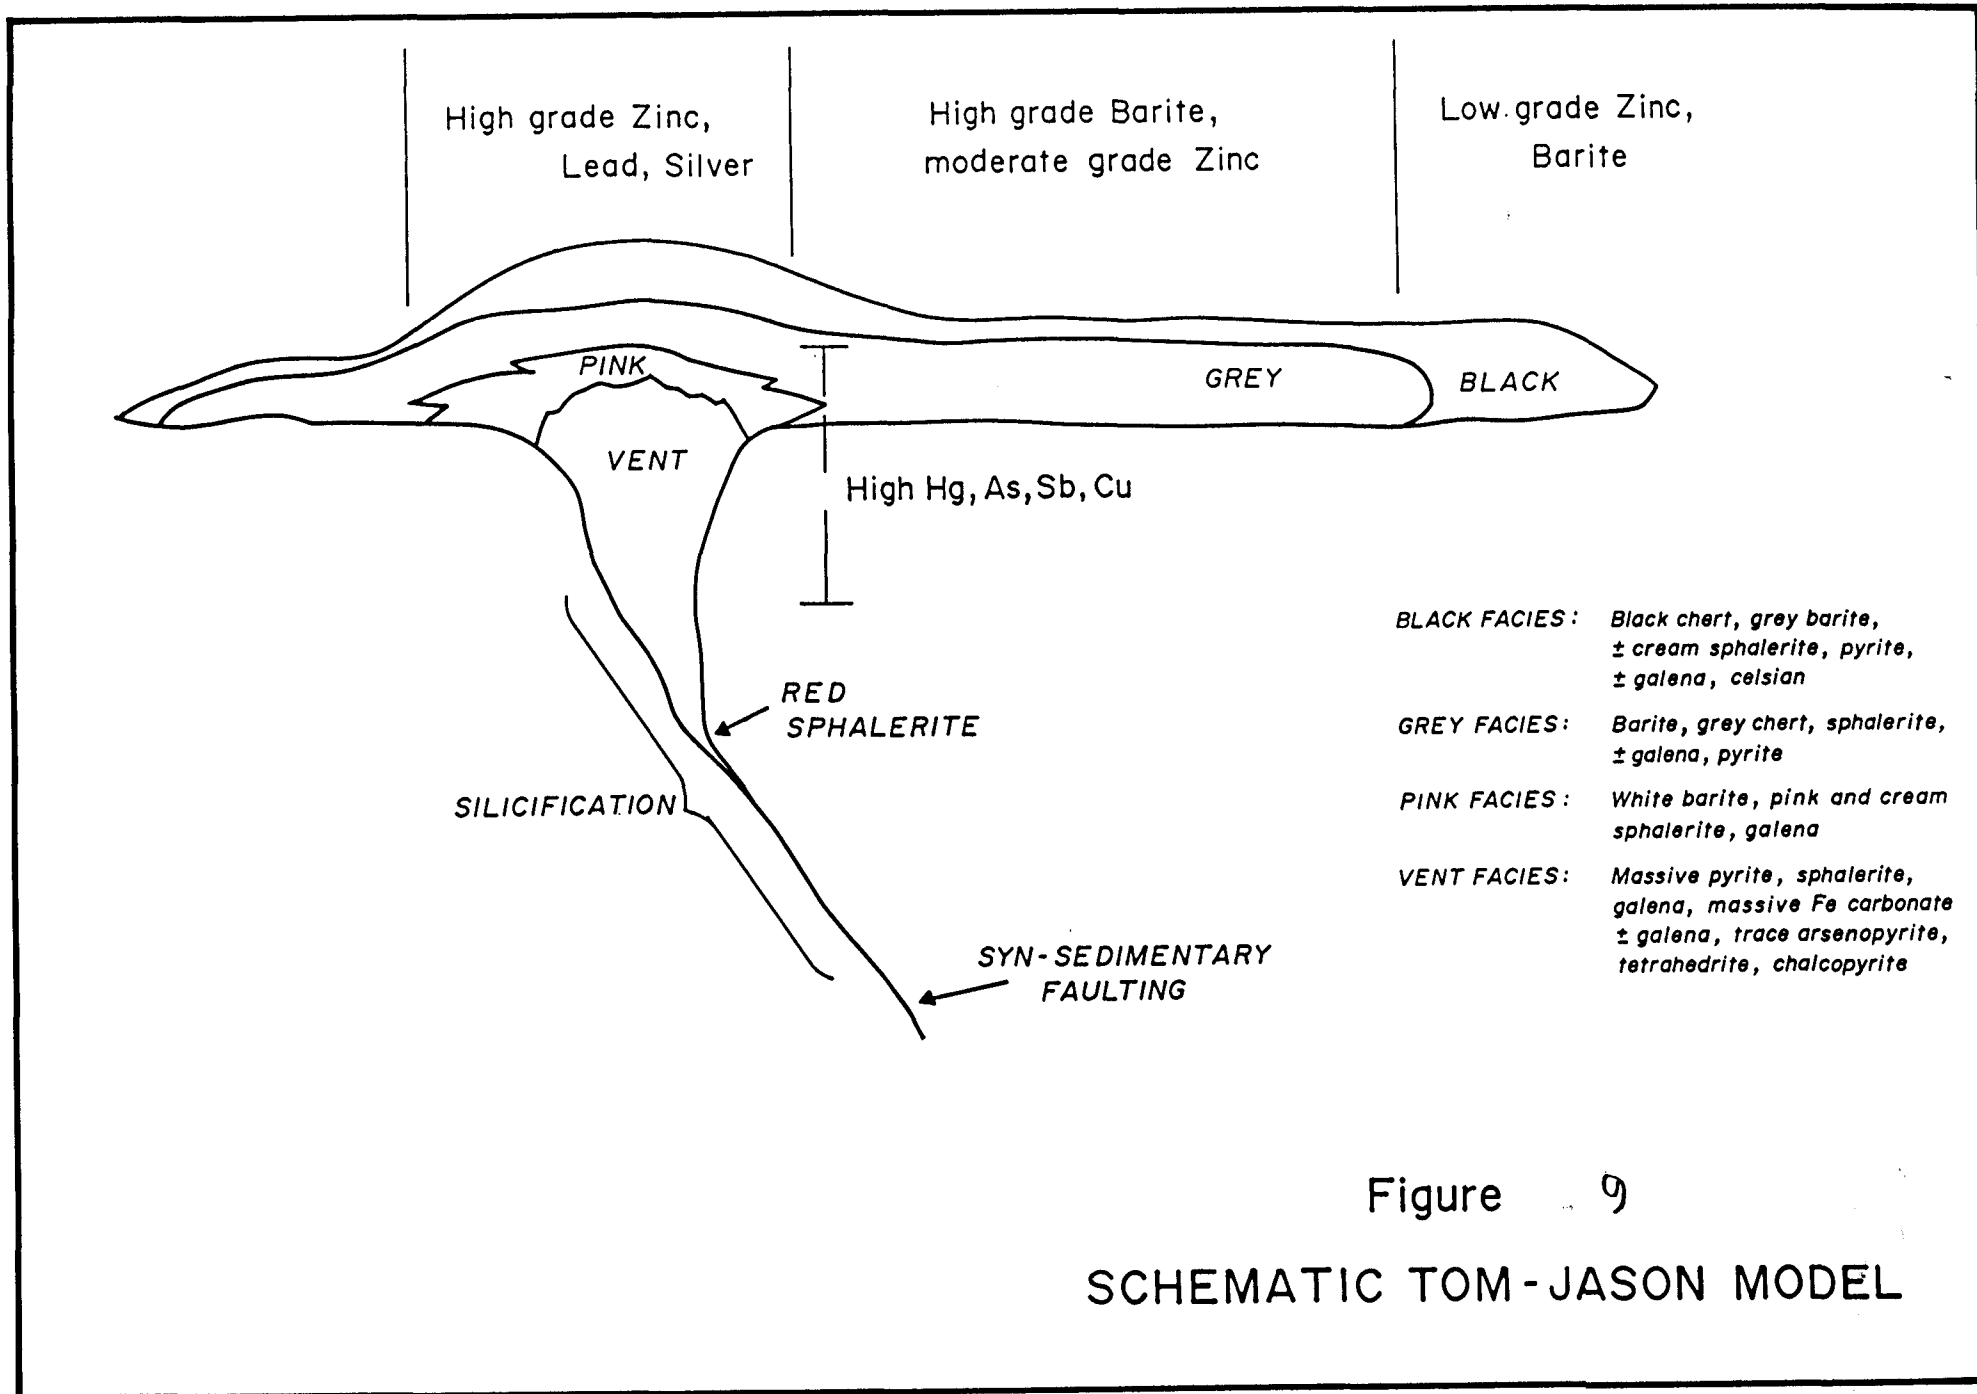 High grade Zinc,
Lead, Silver
High grade Barite,
moderate grade Zinc
Low grade Zinc,
Barite
PINK
GREY
BLACK
VENT
High Hg, As, Sb, Cu
RED
SPHALERITE
SILICIFICATION
SYN-SEDIMENTARY
FAULTING
BLACK FACIES: Black chert, grey barite,
± cream sphalerite, pyrite,
± galena, celsian
GREY FACIES: Barite, grey chert, sphalerite,
± galena, pyrite
PINK FACIES: White barite, pink and cream
sphalerite, galena
VENT FACIES: Massive pyrite, sphalerite,
galena, massive Fe carbonate
± galena, trace arsenopyrite,
tetrahedrite, chalcopyrite
Figure 9
SCHEMATIC TOM-JASON MODEL